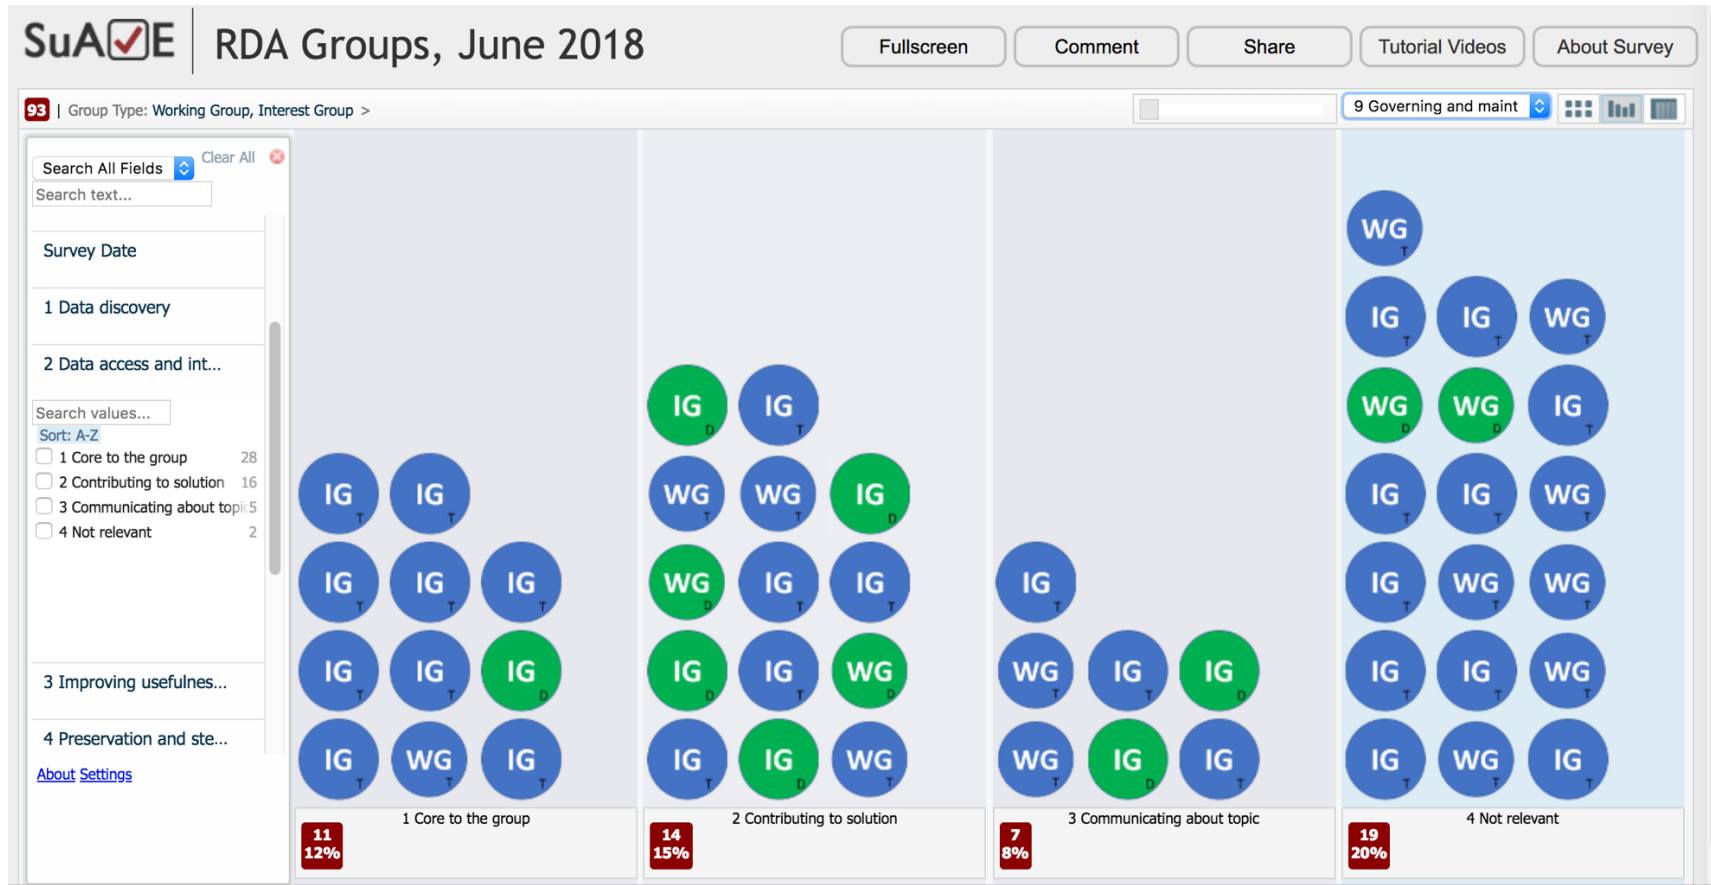 SuAVE RDA Groups, June 2018 Fullscreen Comment Share Tutorial Videos About Survey
93 | Group Type: Working Group, Interest Group > 9 Governing and maint
Search All Fields Clear All
Search text...
Survey Date
1 Data discovery
2 Data access and int...
Search values...
Sort: A-Z
1 Core to the group 28
2 Contributing to solution 16
3 Communicating about topic 5
4 Not relevant 2
3 Improving usefulnes...
4 Preservation and ste...
About Settings
IG T IG T
IG T IG T IG T
IG T IG T IG D
IG T WG T IG T
1 Core to the group
11
12%
IG D IG T
WG T WG T IG D
WG D IG T IG T
IG D IG T WG D
IG T IG D WG T
2 Contributing to solution
14
15%
IG T
WG T IG T IG D
WG T IG D IG T
3 Communicating about topic
7
8%
WG T
IG T IG T WG T
WG D WG D IG T
IG T IG T WG T
IG T WG T WG T
IG T IG T WG T
IG T WG T IG T
4 Not relevant
19
20%